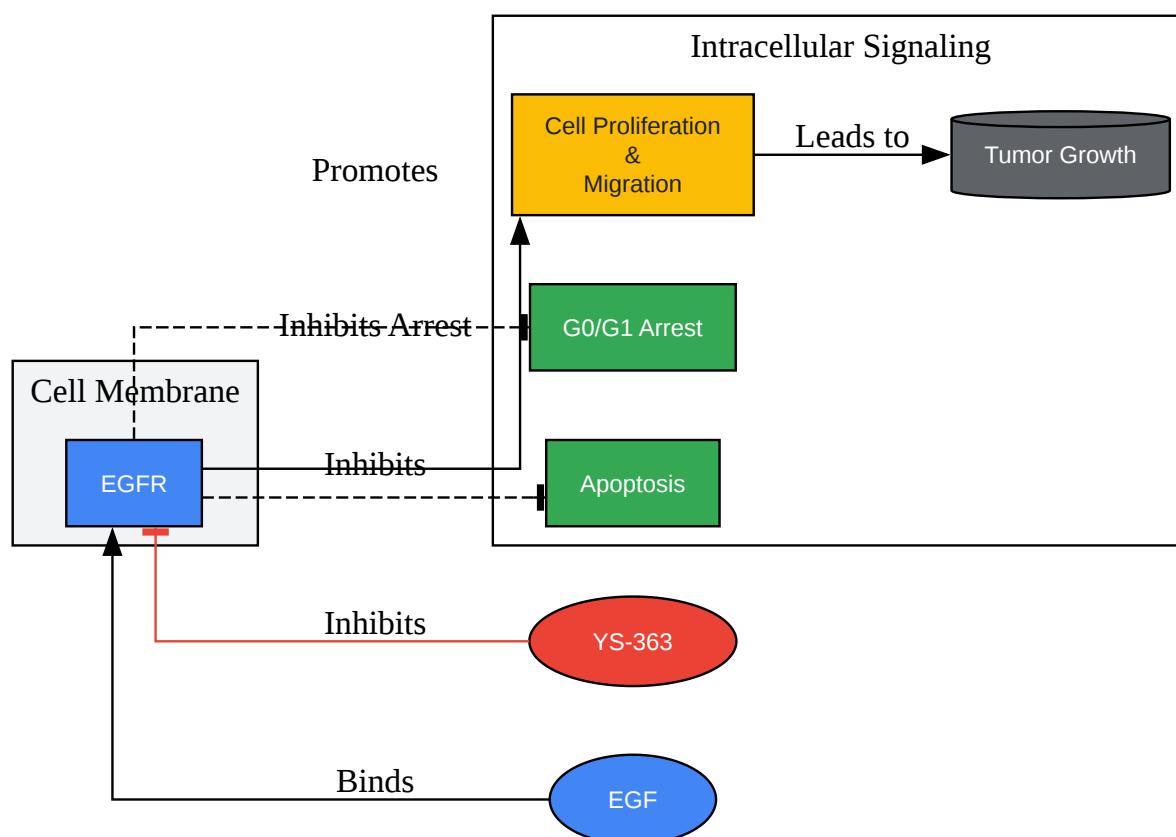 Intracellular Signaling
Cell Proliferation
&
Migration
Leads to
Tumor Growth
Promotes
Inhibits Arrest
G0/G1 Arrest
Cell Membrane
EGFR
Inhibits
Apoptosis
Inhibits
YS-363
Binds
EGF